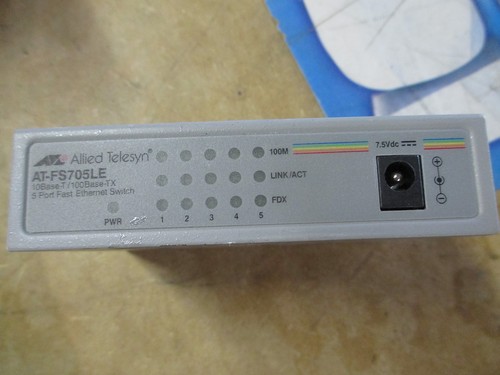 Allied Telesyn®
AT-FS705LE
10Base-T/100Base-TX
5 Port Fast Ethernet Switch
PWR
100M
LINK/ACT
FDX
1 2 3 4 5
7.5Vdc